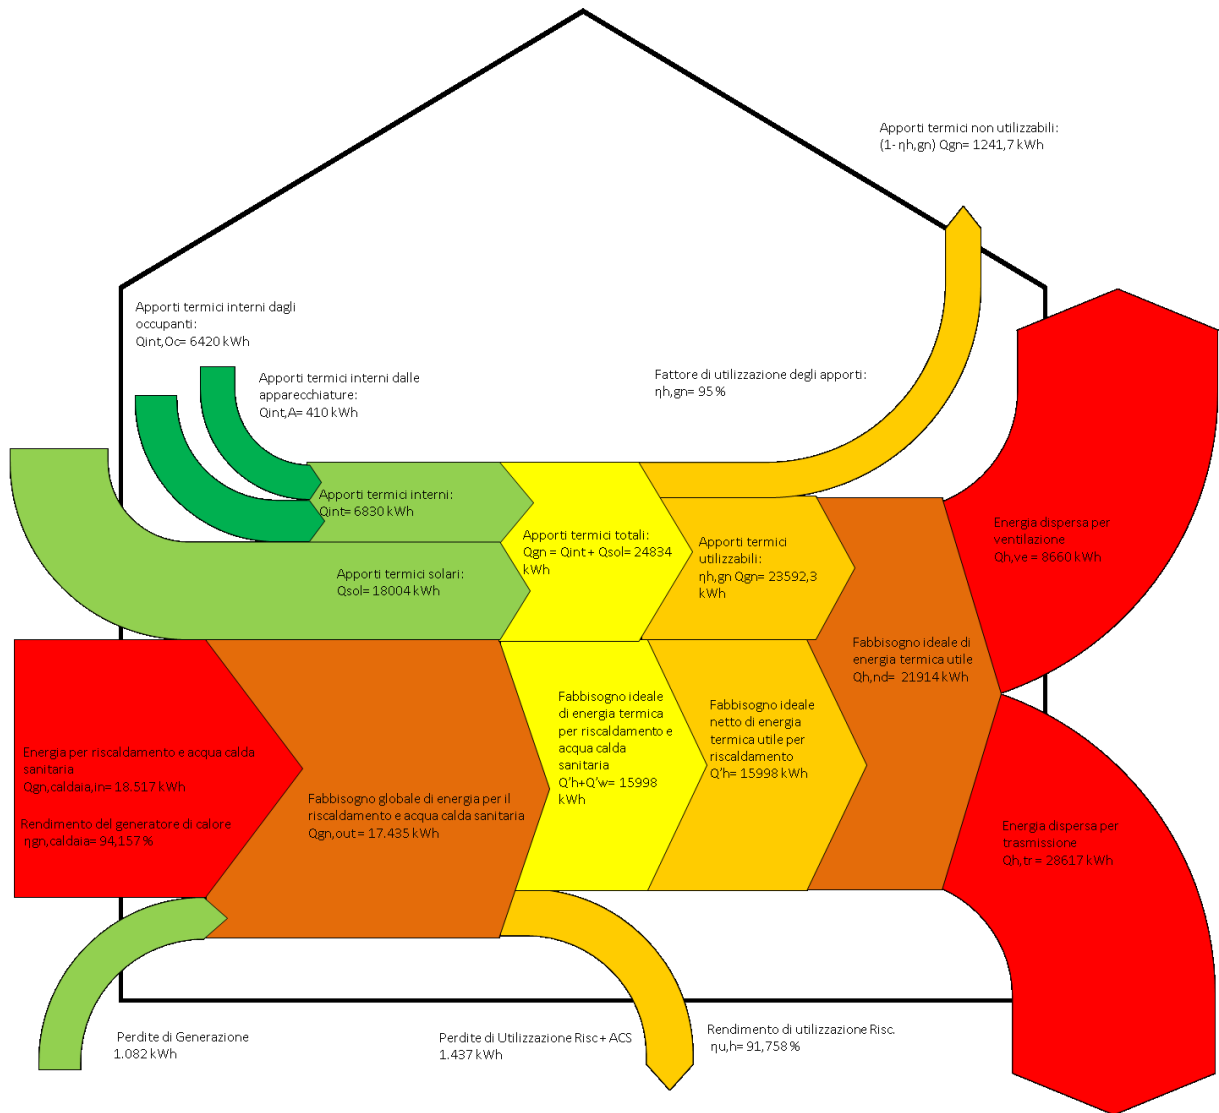 Apporti termici non utilizzabili:
(1- ηh,gn) Qgn= 1241,7 kWh
Apporti termici interni dagli
occupanti:
Qint,Oc= 6420 kWh
Apporti termici interni dalle
apparecchiature:
Qint,A= 410 kWh
Fattore di utilizzazione degli apporti:
ηh,gn= 95 %
Apporti termici interni:
Qint= 6830 kWh
Apporti termici totali:
Qgn = Qint + Qsol= 24834
kWh
Apporti termici
utilizzabili:
ηh,gn Qgn= 23592,3
kWh
Energia dispersa per
ventilazione
Qh,ve = 8660 kWh
Apporti termici solari:
Qsol= 18004 kWh
Fabbisogno ideale di
energia termica utile
Qh,nd=  21914 kWh
Fabbisogno ideale
di energia termica
per riscaldamento e
acqua calda
sanitaria
Q'h+Q'w= 15998
kWh
Fabbisogno ideale
netto di energia
termica utile per
riscaldamento
Q'h= 15998 kWh
Energia per riscaldamento e acqua calda
sanitaria
Qgn,caldaia,in= 18.517 kWh
Rendimento del generatore di calore
ηgn,caldaia= 94,157 %
Fabbisogno globale di energia per il
riscaldamento e acqua calda sanitaria
Qgn,out = 17.435 kWh
Energia dispersa per
trasmissione
Qh,tr = 28617 kWh
Perdite di Generazione
1.082 kWh
Perdite di Utilizzazione Risc + ACS
1.437 kWh
Rendimento di utilizzazione Risc.
ηu,h= 91,758 %